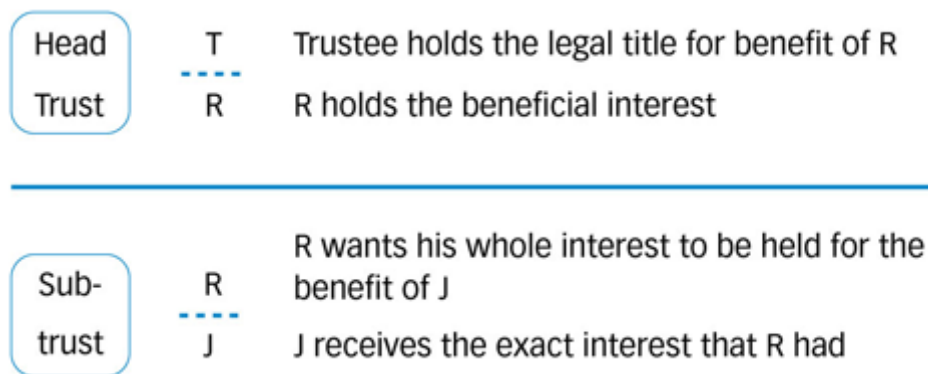 Head T Trustee holds the legal title for benefit of R
Trust R R holds the beneficial interest
R wants his whole interest to be held for the
Sub- R benefit of J
trust J J receives the exact interest that R had